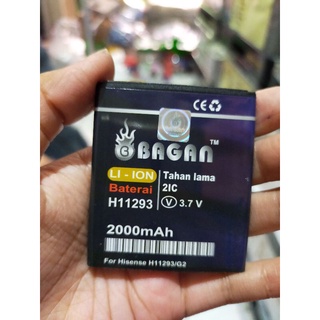 CE
BAGAN™
LI - ION
Tahan lama
Baterai
2IC
H11293
V 3.7 V
2000mAh
For Hisense H11293/G2